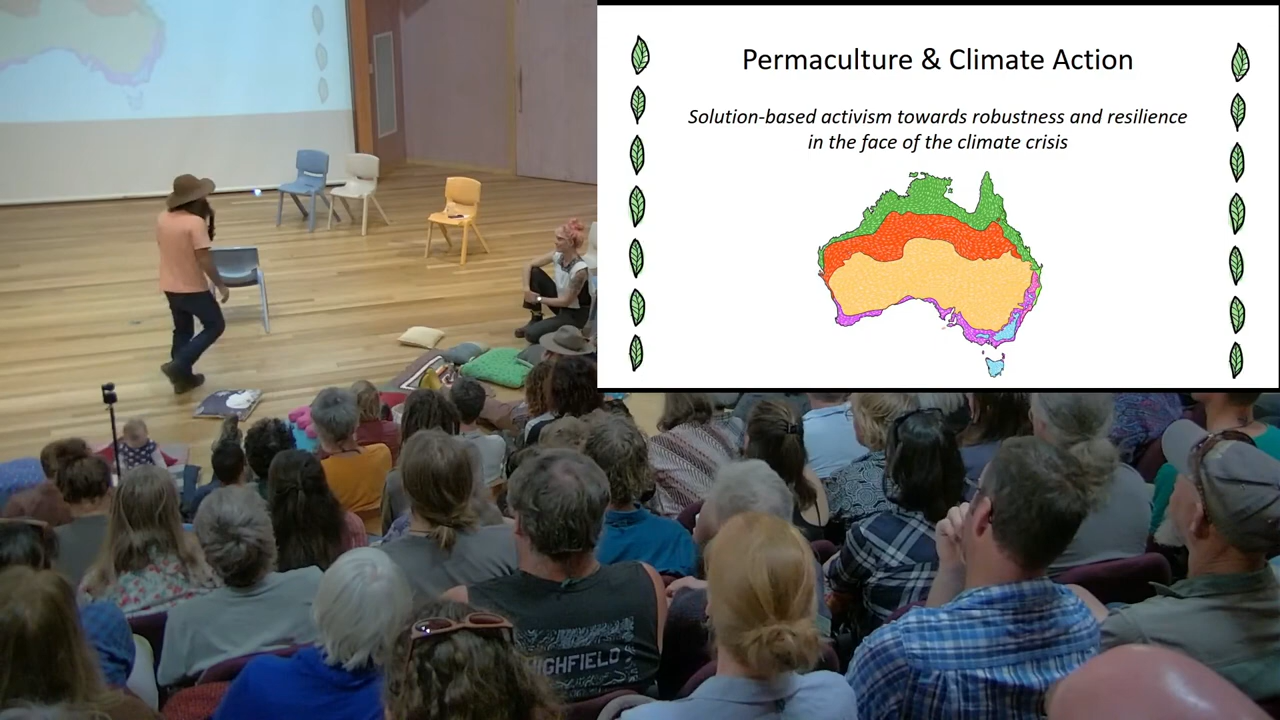 Permaculture & Climate Action
Solution-based activism towards robustness and resilience
in the face of the climate crisis
HIGHFIELD